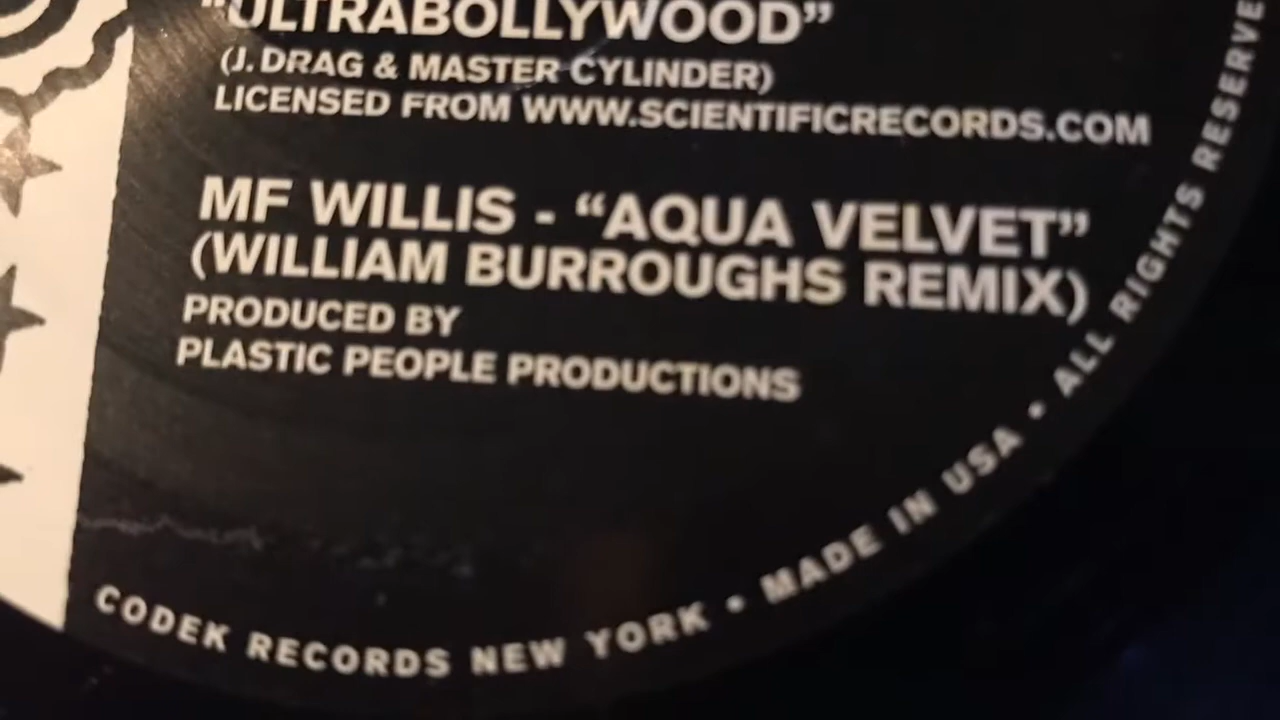 "ULTRABOLLYWOOD"
(J. DRAG & MASTER CYLINDER)
LICENSED FROM WWW.SCIENTIFICRECORDS.COM
MF WILLIS - "AQUA VELVET"
(WILLIAM BURROUGHS REMIX)
PRODUCED BY
PLASTIC PEOPLE PRODUCTIONS
CODEK RECORDS NEW YORK • MADE IN USA • ALL RIGHTS RESERVE